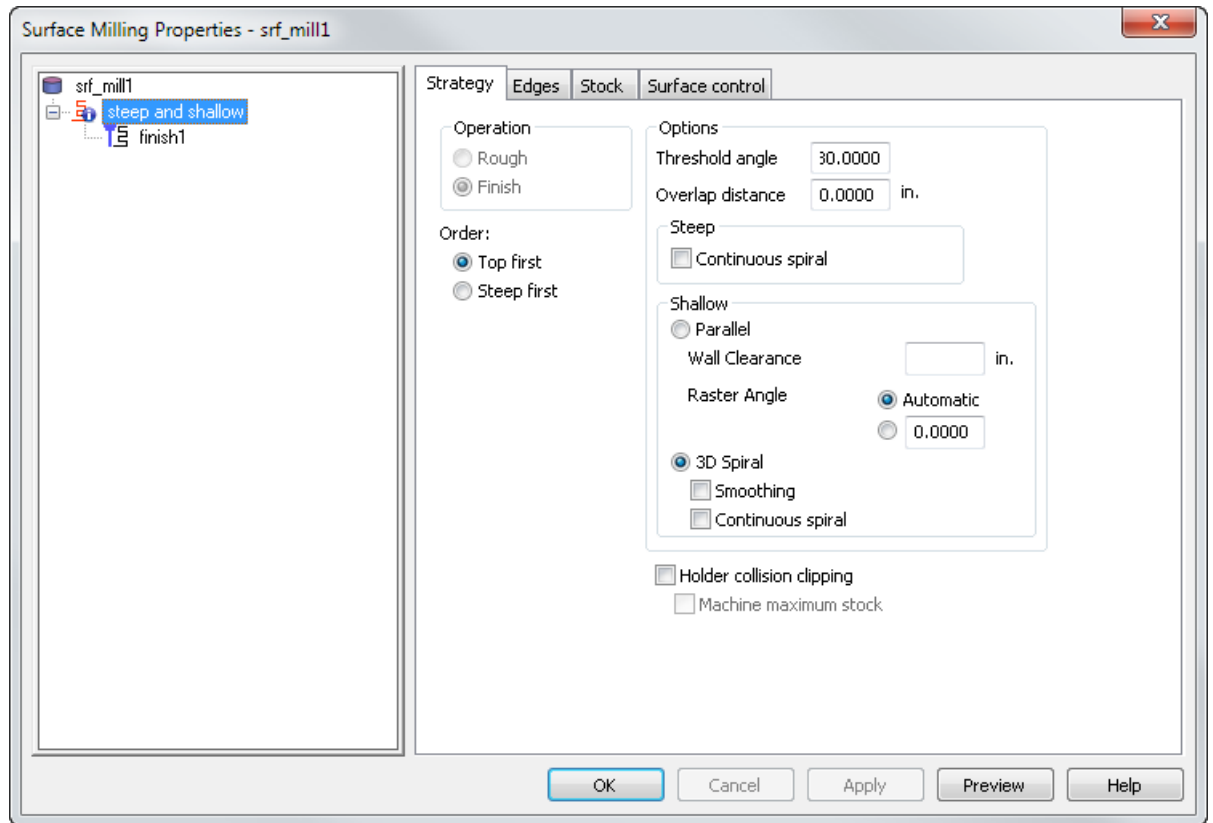 Surface Milling Properties - srf_mill1
srf_mill1
steep and shallow
finish1
Strategy
Edges
Stock
Surface control
Operation
Rough
Finish
Order:
Top first
Steep first
Options
Threshold angle 30.0000
Overlap distance 0.0000 in.
Steep
Continuous spiral
Shallow
Parallel
Wall Clearance in.
Raster Angle Automatic
0.0000
3D Spiral
Smoothing
Continuous spiral
Holder collision clipping
Machine maximum stock
OK
Cancel
Apply
Preview
Help